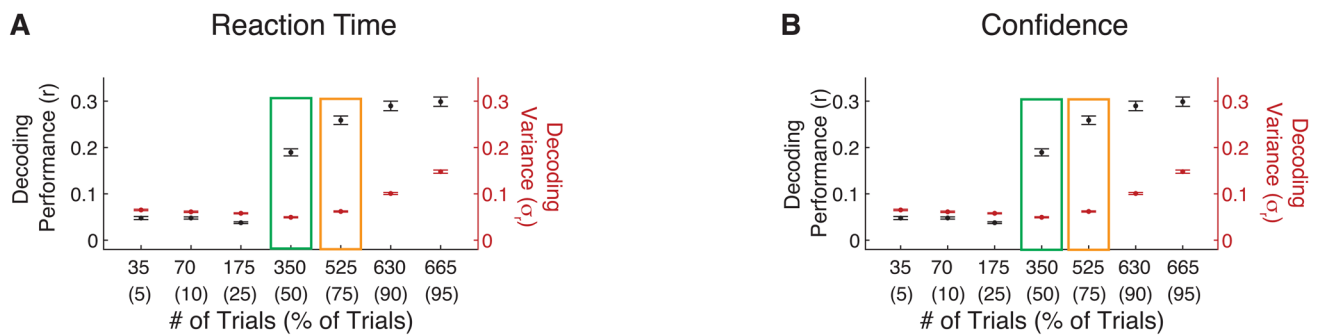 A Reaction Time
Decoding
Performance (r)
0.3
0.2
0.1
0
0.3
0.2
0.1
0
Decoding
Variance (σr)
35 70 175 350 525 630 665
(5) (10) (25) (50) (75) (90) (95)
# of Trials (% of Trials)
B Confidence
Decoding
Performance (r)
0.3
0.2
0.1
0
0.3
0.2
0.1
0
Decoding
Variance (σr)
35 70 175 350 525 630 665
(5) (10) (25) (50) (75) (90) (95)
# of Trials (% of Trials)